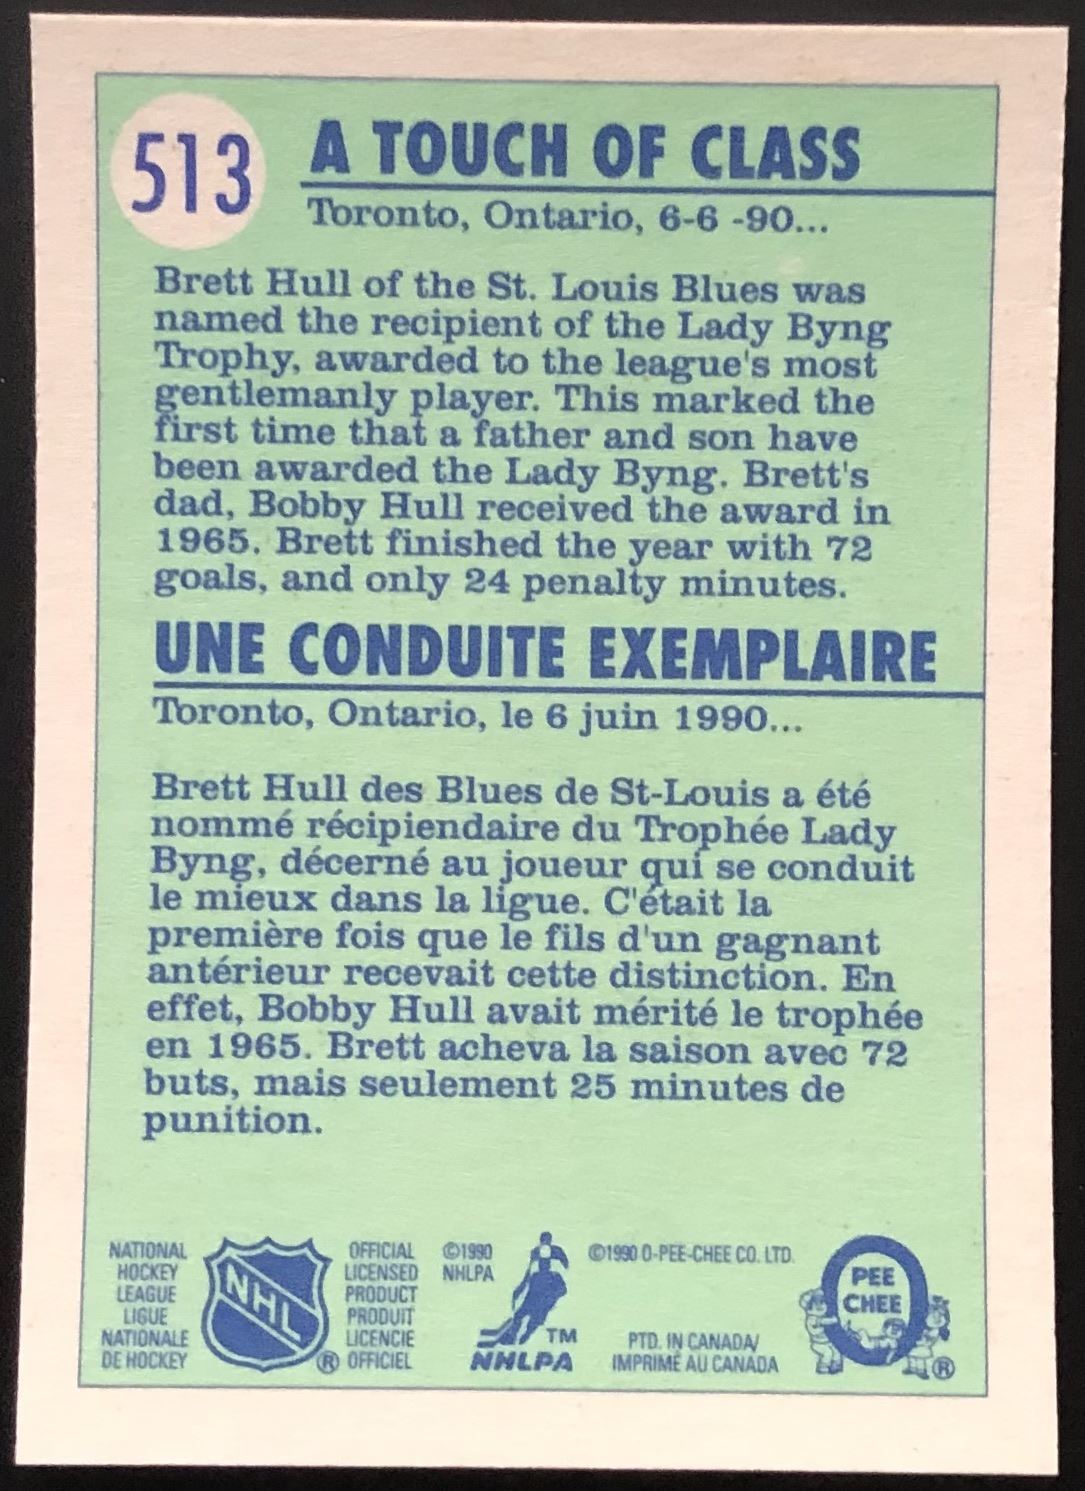 513
A TOUCH OF CLASS
Toronto, Ontario, 6-6 -90...
Brett Hull of the St. Louis Blues was
named the recipient of the Lady Byng
Trophy, awarded to the league's most
gentlemanly player. This marked the
first time that a father and son have
been awarded the Lady Byng. Brett's
dad, Bobby Hull received the award in
1965. Brett finished the year with 72
goals, and only 24 penalty minutes.
UNE CONDUITE EXEMPLAIRE
Toronto, Ontario, le 6 juin 1990...
Brett Hull des Blues de St-Louis a été
nommé récipiendaire du Trophée Lady
Byng, décerné au joueur qui se conduit
le mieux dans la ligue. C'était la
première fois que le fils d'un gagnant
antérieur recevait cette distinction. En
effet, Bobby Hull avait mérité le trophée
en 1965. Brett acheva la saison avec 72
buts, mais seulement 25 minutes de
punition.
NATIONAL
HOCKEY
LEAGUE
LIGUE
NATIONALE
DE HOCKEY
NHL
®
OFFICIAL
LICENSED
PRODUCT
PRODUIT
LICENCIE
OFFICIEL
©1990
NHLPA
TM
NHLPA
©1990 O-PEE-CHEE CO. LTD.
PTD. IN CANADA/
IMPRIMÉ AU CANADA
O
PEE
CHEE
®